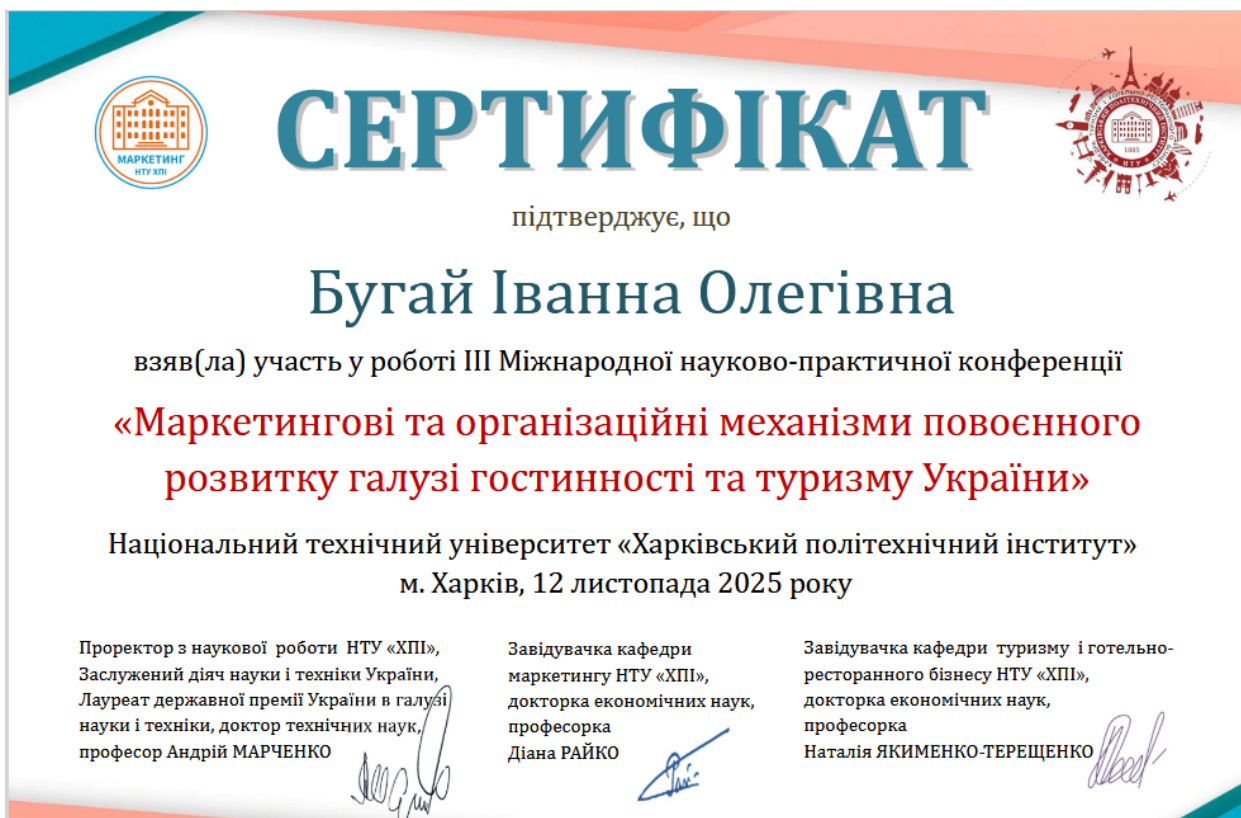 СЕРТИФІКАТ
МАРКЕТИНГ
НТУ ХПІ
1885
підтверджує, що
Бугай Іванна Олегівна
взяв(ла) участь у роботі ІІІ Міжнародної науково-практичної конференції
«Маркетингові та організаційні механізми повоєнного
розвитку галузі гостинності та туризму України»
Національний технічний університет «Харківський політехнічний інститут»
м. Харків, 12 листопада 2025 року
Проректор з наукової роботи НТУ «ХПІ»,
Заслужений діяч науки і техніки України,
Лауреат державної премії України в галузі
науки і техніки, доктор технічних наук,
професор Андрій МАРЧЕНКО
Завідувачка кафедри
маркетингу НТУ «ХПІ»,
докторка економічних наук,
професорка
Діана РАЙКО
Завідувачка кафедри туризму і готельно-
ресторанного бізнесу НТУ «ХПІ»,
докторка економічних наук,
професорка
Наталія ЯКИМЕНКО-ТЕРЕЩЕНКО